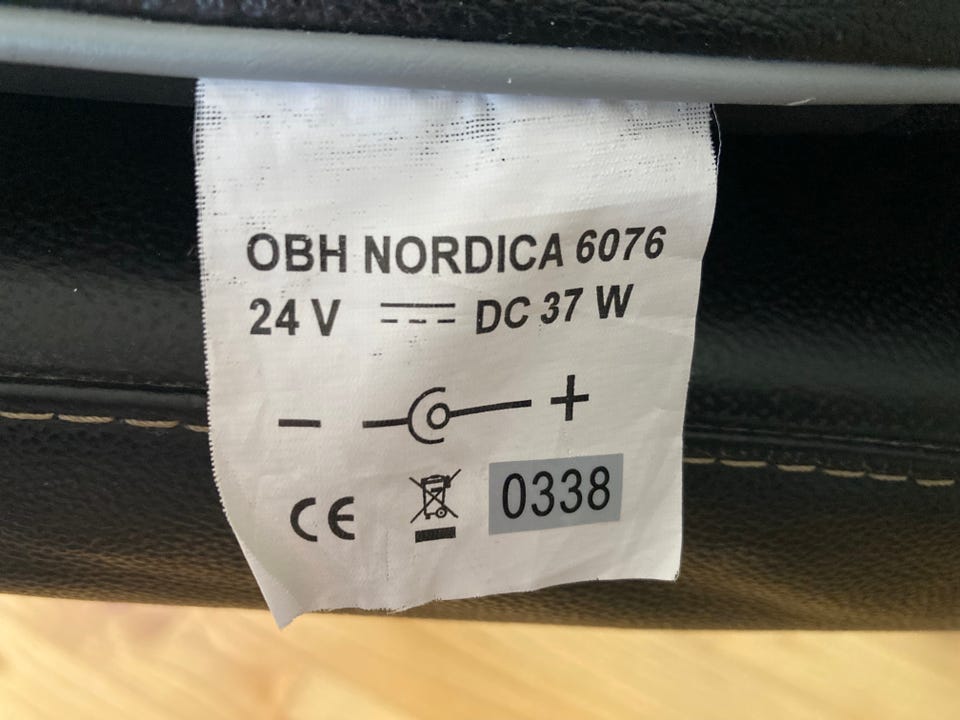 OBH NORDICA 6076
24 V ⎓ DC 37 W
− +
CE 0338